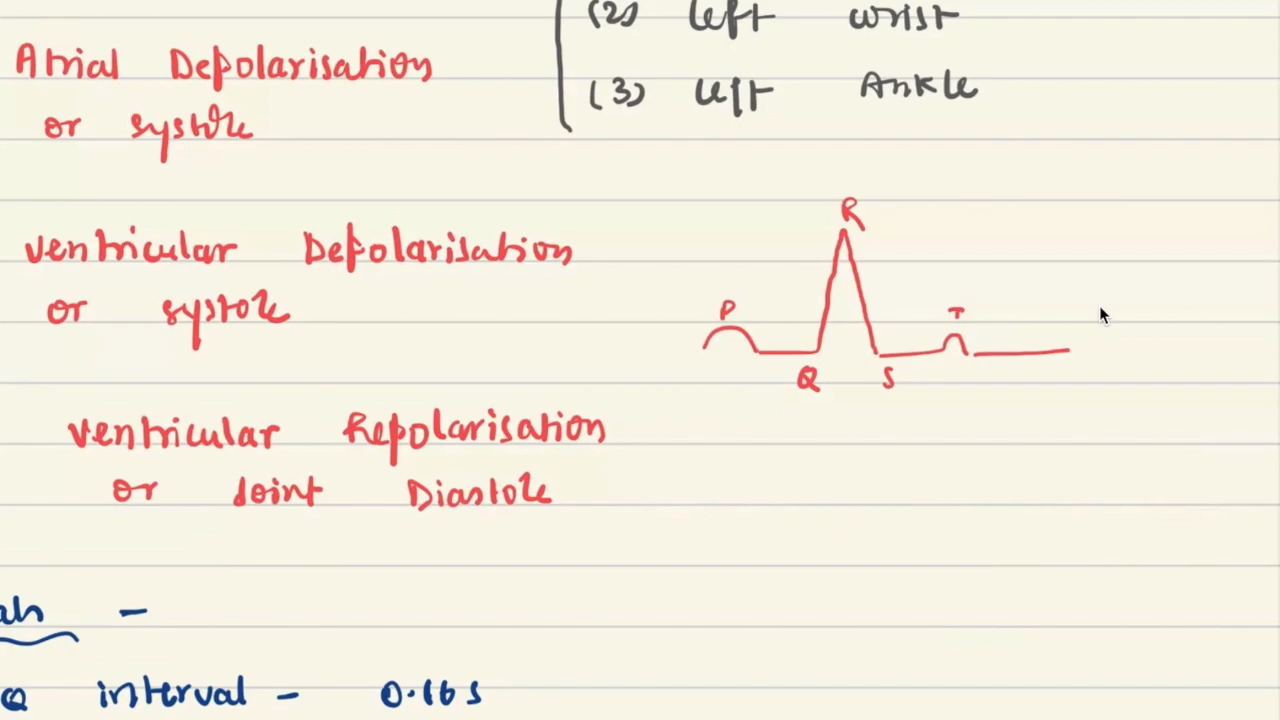 (2) left wrist
Atrial Depolarisation
(3) left Ankle
or systole
R
ventricular Depolarisation
or systole
P
T
Q S
ventricular Repolarisation
or Joint Diastole
-
Q interval - 0.16 s